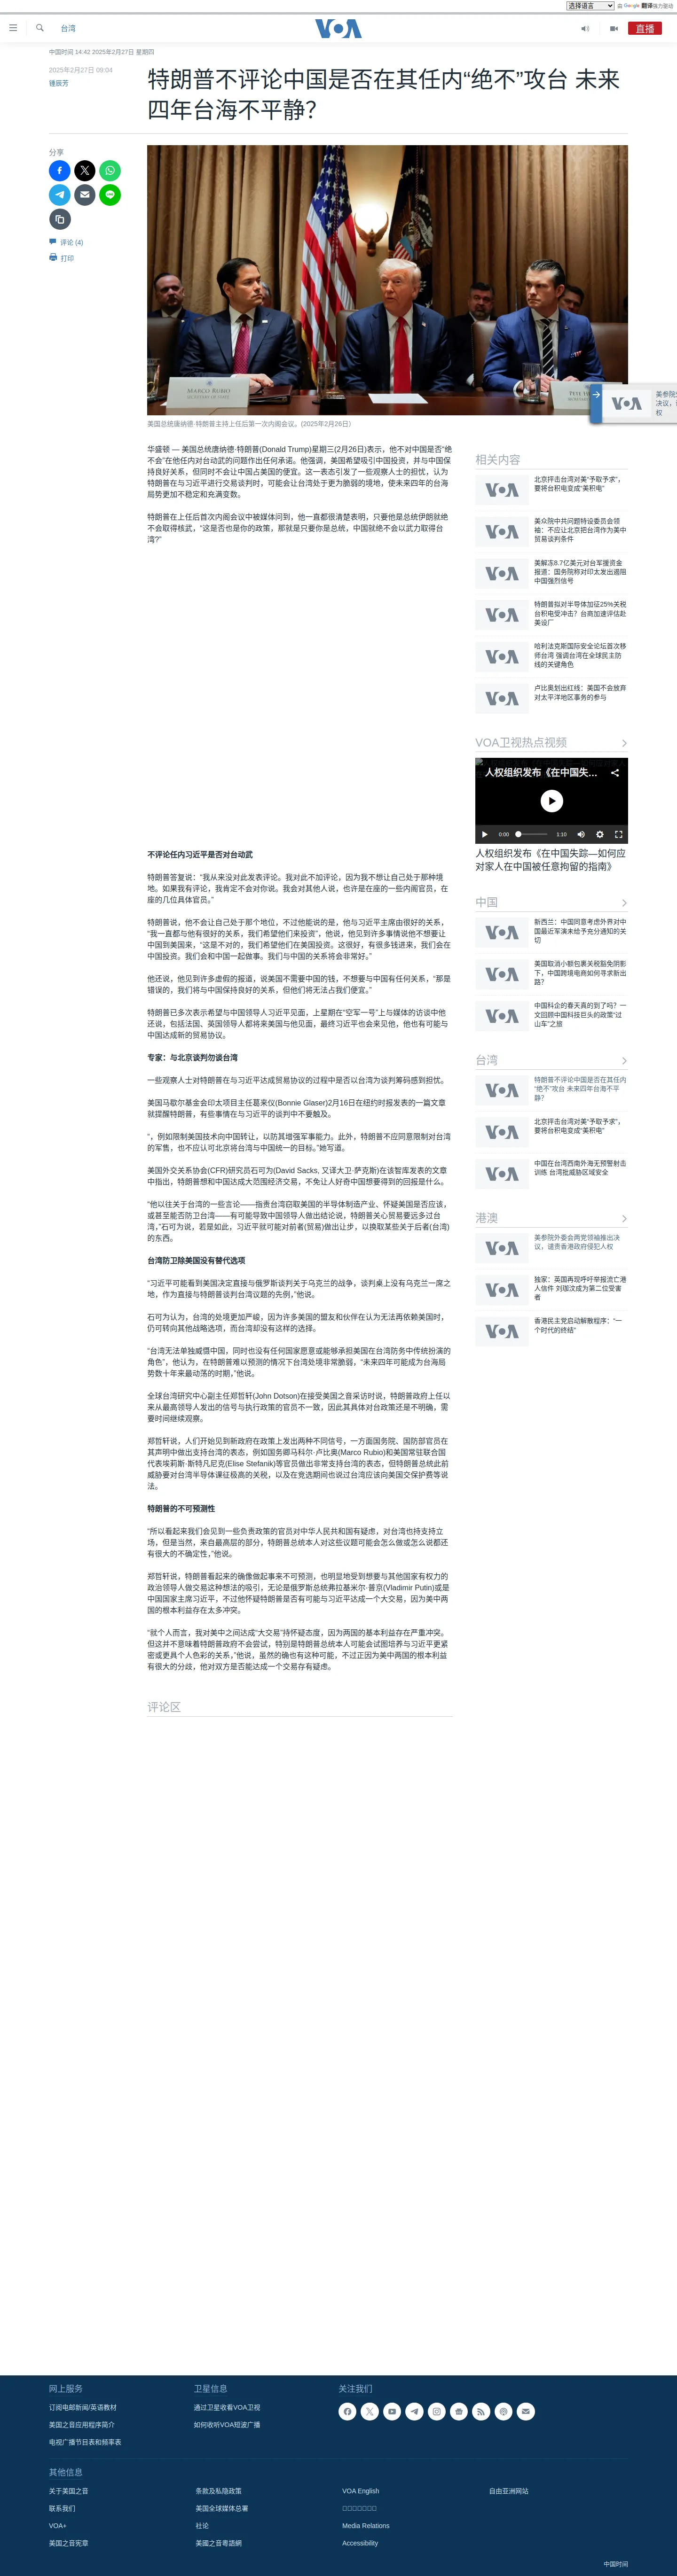 选择语言 由 Google 翻译强力驱动
台湾
VOA
直播
中国时间 14:42 2025年2月27日 星期四
2025年2月27日 09:04
锺辰芳
特朗普不评论中国是否在其任内“绝不”攻台 未来
四年台海不平静？
分享
评论 (4)
打印
MARCO RUBIO
美国总统唐纳德·特朗普主持上任后第一次内阁会议。(2025年2月26日)
华盛顿 — 美国总统唐纳德·特朗普(Donald Trump)星期三(2月26日)表示，他不对中国是否“绝
不会”在他任内对台动武的问题作出任何承诺。他强调，美国希望吸引中国投资，并与中国保
持良好关系，但同时不会让中国占美国的便宜。这一表态引发了一些观察人士的担忧，认为
特朗普在与习近平进行交易谈判时，可能会让台湾处于更为脆弱的境地，使未来四年的台海
局势更加不稳定和充满变数。
特朗普在上任后首次内阁会议中被媒体问到，他一直都很清楚表明，只要他是总统伊朗就绝
不会取得核武，“这是否也是你的政策，那就是只要你是总统，中国就绝不会以武力取得台
湾?”
不评论任内习近平是否对台动武
特朗普答复说：“我从来没对此发表评论。我对此不加评论，因为我不想让自己处于那种境
地。如果我有评论，我肯定不会对你说。我会对其他人说，也许是在座的一些内阁官员，在
座的几位具体官员。”
特朗普说，他不会让自己处于那个地位，不过他能说的是，他与习近平主席由很好的关系，
“我一直都与他有很好的关系，我们希望他们来投资”，他说，他见到许多事情说他不想要让
中国到美国来，“这是不对的，我们希望他们在美国投资。这很好，有很多钱进来，我们会在
中国投资。我们会和中国一起做事。我们与中国的关系将会非常好。”
他还说，他见到许多虚假的报道，说美国不需要中国的钱，不想要与中国有任何关系，“那是
错误的，我们将与中国保持良好的关系，但他们将无法占我们便宜。”
特朗普已多次表示希望与中国领导人习近平见面，上星期在“空军一号”上与媒体的访谈中他
还说，包括法国、英国领导人都将来美国与他见面，最终习近平也会来见他，他也有可能与
中国达成新的贸易协议。
专家：与北京谈判勿谈台湾
一些观察人士对特朗普在与习近平达成贸易协议的过程中是否以台湾为谈判筹码感到担忧。
美国马歇尔基金会印太项目主任葛来仪(Bonnie Glaser)2月16日在纽约时报发表的一篇文章
就提醒特朗普，有些事情在与习近平的谈判中不要触及。
“，例如限制美国技术向中国转让，以防其增强军事能力。此外，特朗普不应同意限制对台湾
的军售，也不应认可北京将台湾与中国统一的目标。”她写道。
美国外交关系协会(CFR)研究员石可为(David Sacks, 又译大卫·萨克斯)在该智库发表的文章
中指出，特朗普想和中国达成大范围经济交易，不免让人好奇中国想要得到的回报是什么。
“他以往关于台湾的一些言论——指责台湾窃取美国的半导体制造产业、怀疑美国是否应该，
或甚至能否防卫台湾——有可能导致中国领导人做出结论说，特朗普关心贸易要远多过台
湾，”石可为说，若是如此，习近平就可能对前者(贸易)做出让步，以换取某些关于后者(台湾)
的东西。
台湾防卫除美国没有替代选项
“习近平可能看到美国决定直接与俄罗斯谈判关于乌克兰的战争，谈判桌上没有乌克兰一席之
地，作为直接与特朗普谈判台湾议题的先例，”他说。
石可为认为，台湾的处境更加严峻，因为许多美国的盟友和伙伴在认为无法再依赖美国时，
仍可转向其他战略选项，而台湾却没有这样的选择。
“台湾无法单独威慑中国，同时也没有任何国家愿意或能够承担美国在台湾防务中传统扮演的
角色”，他认为，在特朗普难以预测的情况下台湾处境非常脆弱，“未来四年可能成为台海局
势数十年来最动荡的时期，”他说。
全球台湾研究中心副主任郑哲轩(John Dotson)在接受美国之音采访时说，特朗普政府上任以
来从最高领导人发出的信号与执行政策的官员不一致，因此其具体对台政策还是不明确，需
要时间继续观察。
郑哲轩说，人们开始见到新政府在政策上发出两种不同信号，一方面国务院、国防部官员在
其声明中做出支持台湾的表态，例如国务卿马科尔·卢比奥(Marco Rubio)和美国常驻联合国
代表埃莉斯·斯特凡尼克(Elise Stefanik)等官员做出非常支持台湾的表态，但特朗普总统此前
威胁要对台湾半导体课征极高的关税，以及在竞选期间也说过台湾应该向美国交保护费等说
法。
特朗普的不可预测性
“所以看起来我们会见到一些负责政策的官员对中华人民共和国有疑虑，对台湾也持支持立
场，但是当然，来自最高层的部分，特朗普总统本人对这些议题可能会怎么做或怎么说都还
有很大的不确定性，”他说。
郑哲轩说，特朗普看起来的确像做起事来不可预测，也明显地受到想要与其他国家有权力的
政治领导人做交易这种想法的吸引，无论是俄罗斯总统弗拉基米尔·普京(Vladimir Putin)或是
中国国家主席习近平，不过他怀疑特朗普是否有可能与习近平达成一个大交易，因为美中两
国的根本利益存在太多冲突。
“就个人而言，我对美中之间达成“大交易”持怀疑态度，因为两国的基本利益存在严重冲突。
但这并不意味着特朗普政府不会尝试，特别是特朗普总统本人可能会试图培养与习近平更紧
密或更具个人色彩的关系，”他说，虽然的确也有这种可能，不过正因为美中两国的根本利益
有很大的分歧，他对双方是否能达成一个交易存有疑虑。
评论区
相关内容
北京抨击台湾对美“予取予求”，
要将台积电变成“美积电”
美众院中共问题特设委员会领
袖：不应让北京把台湾作为美中
贸易谈判条件
美解冻8.7亿美元对台军援资金
报道：国务院称对印太发出遏阻
中国强烈信号
特朗普拟对半导体加征25%关税
台积电受冲击？台商加速评估赴
美设厂
哈利法克斯国际安全论坛首次移
师台湾 强调台湾在全球民主防
线的关键角色
卢比奥划出红线：美国不会放弃
对太平洋地区事务的参与
VOA卫视热点视频
人权组织发布《在中国失...
0:00 1:10
人权组织发布《在中国失踪—如何应
对家人在中国被任意拘留的指南》
中国
新西兰：中国同意考虑外界对中
国最近军演未给予充分通知的关
切
美国取消小额包裹关税豁免阴影
下，中国跨境电商如何寻求新出
路?
中国科企的春天真的到了吗？一
文回顾中国科技巨头的政策“过
山车”之旅
台湾
特朗普不评论中国是否在其任内
“绝不”攻台 未来四年台海不平
静？
北京抨击台湾对美“予取予求”，
要将台积电变成“美积电”
中国在台湾西南外海无预警射击
训练 台湾批威胁区域安全
港澳
美参院外委会两党领袖推出决
议，谴责香港政府侵犯人权
独家：英国再现呼吁举报流亡港
人信件 刘珈汶成为第二位受害
者
香港民主党启动解散程序：“一
个时代的终结”
网上服务
订阅电邮新闻/英语教材
美国之音应用程序简介
电视广播节目表和频率表
卫星信息
通过卫星收看VOA卫视
如何收听VOA短波广播
关注我们
其他信息
关于美国之音
联系我们
VOA+
美国之音宪章
条款及私隐政策
美国全球媒体总署
社论
美國之音粵語網
VOA English
□□□□□□□
Media Relations
Accessibility
自由亚洲网站
中国时间